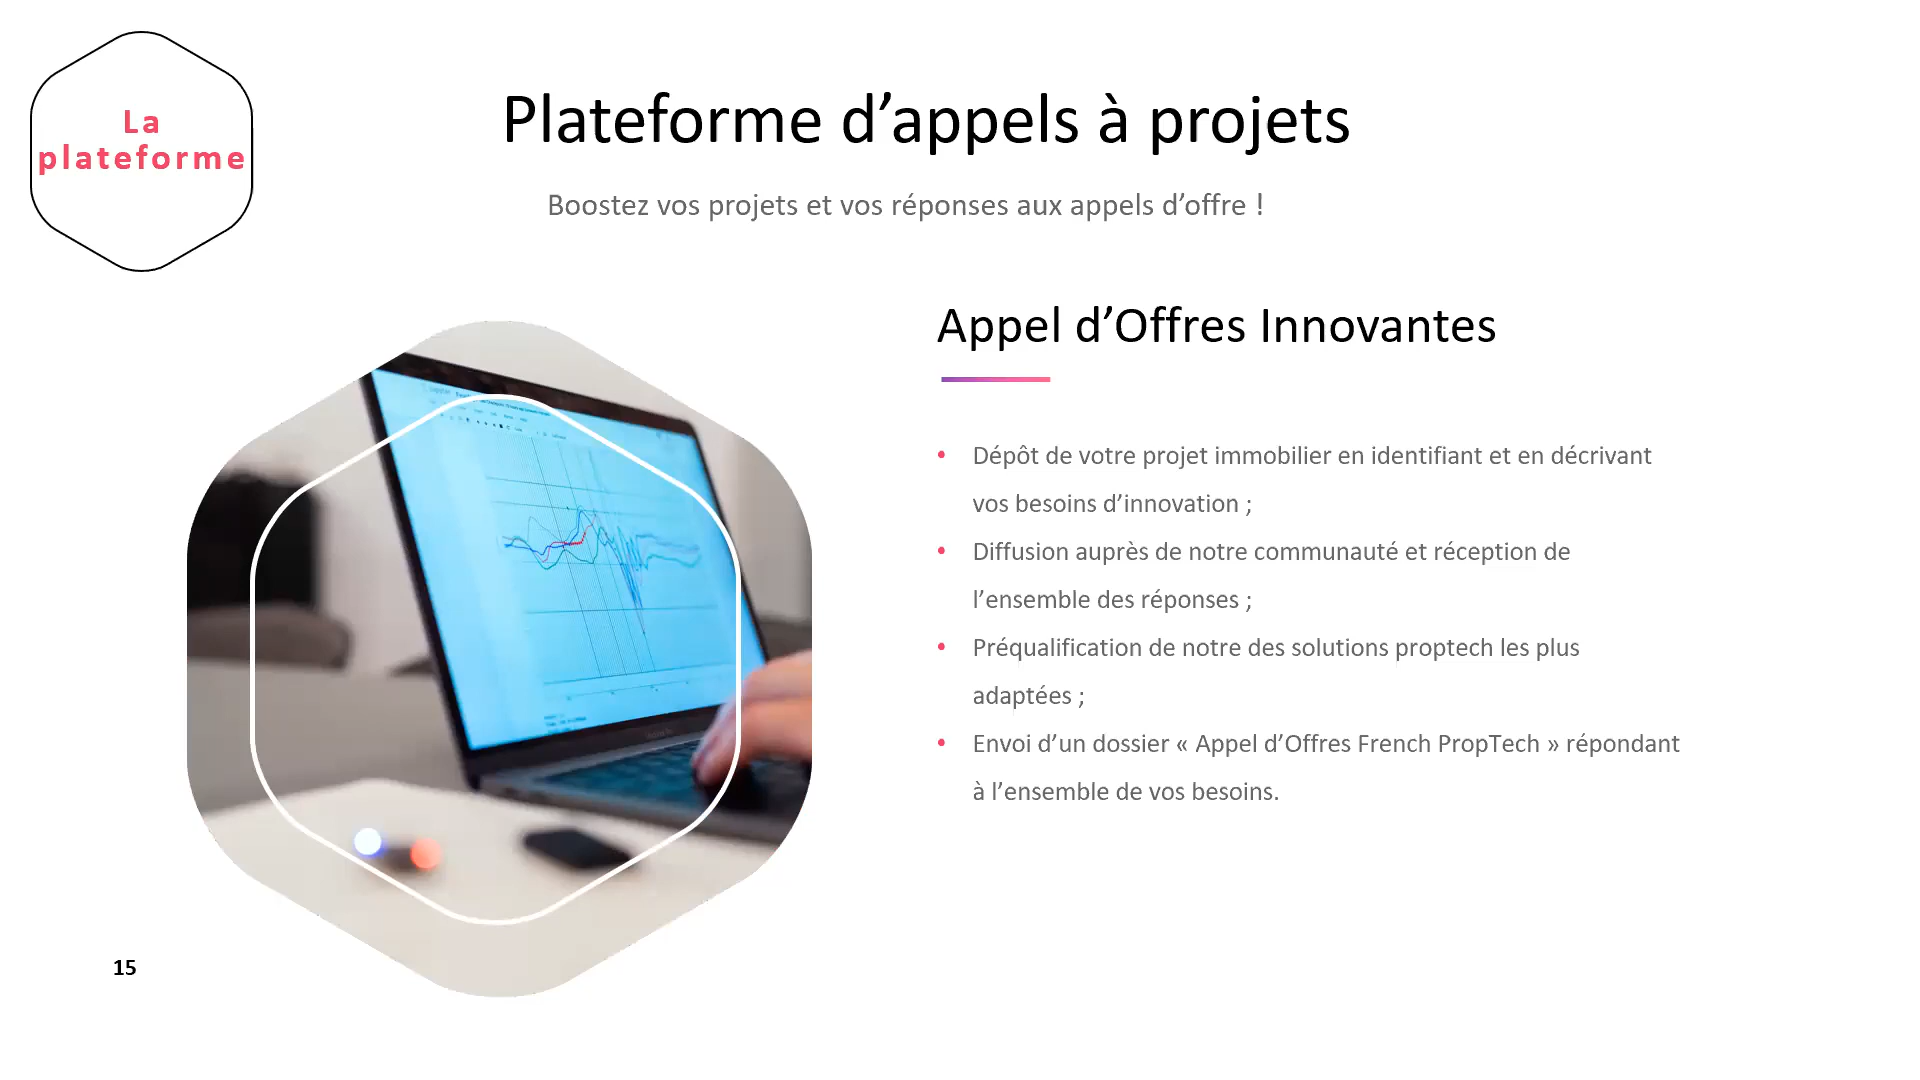 La
plateforme
Plateforme d’appels à projets
Boostez vos projets et vos réponses aux appels d’offre !
Appel d’Offres Innovantes
• Dépôt de votre projet immobilier en identifiant et en décrivant
vos besoins d’innovation ;
• Diffusion auprès de notre communauté et réception de
l’ensemble des réponses ;
• Préqualification de notre des solutions proptech les plus
adaptées ;
• Envoi d’un dossier « Appel d’Offres French PropTech » répondant
à l’ensemble de vos besoins.
15